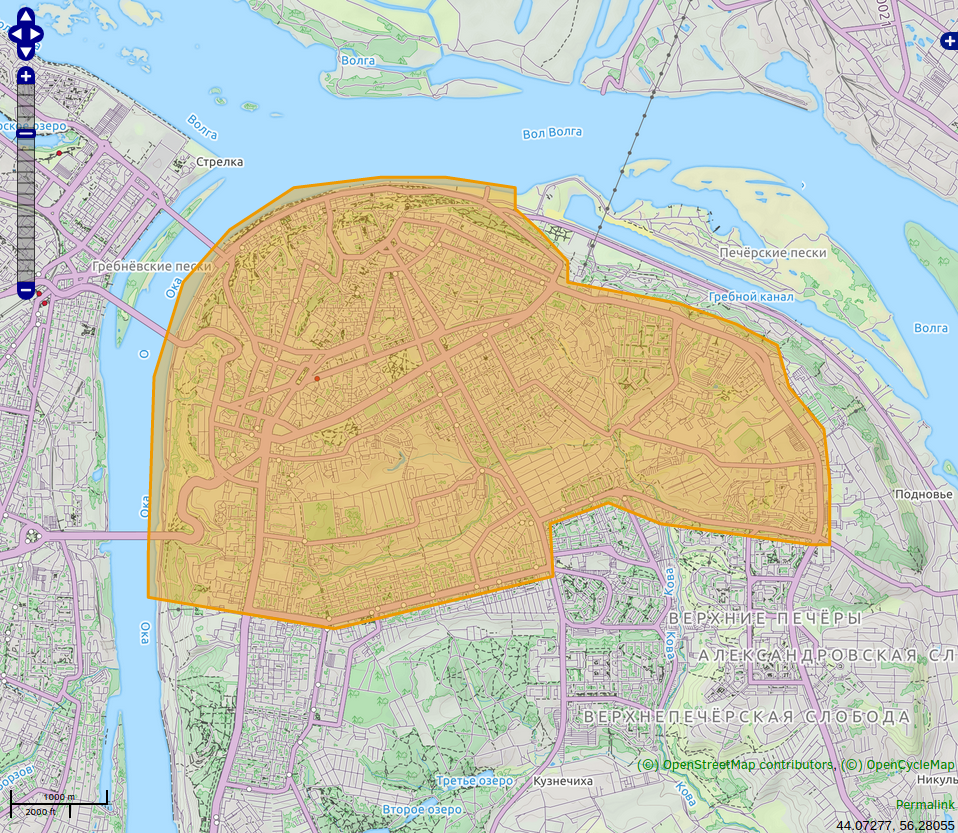 Волга
Волга
Вол Волга
ское озеро
Стрелка
Гребнёвские пески
Ока
Печёрские пески
Гребной канал
Волга
О
Ока
Подновье
Кова
Ока
ВЕРХНИЕ ПЕЧЁРЫ
Кова
АЛЕКСАНДРОВСКАЯ СЛ
ВЕРХНЕПЕЧЁРСКАЯ СЛОБОДА
(©) OpenStreetMap contributors, (©) OpenCycleMap
Третье озеро
Кузнечиха
Кова
Никуль
Второе озеро
1000 m
2000 ft
Permalink
44.07277, 56.28055